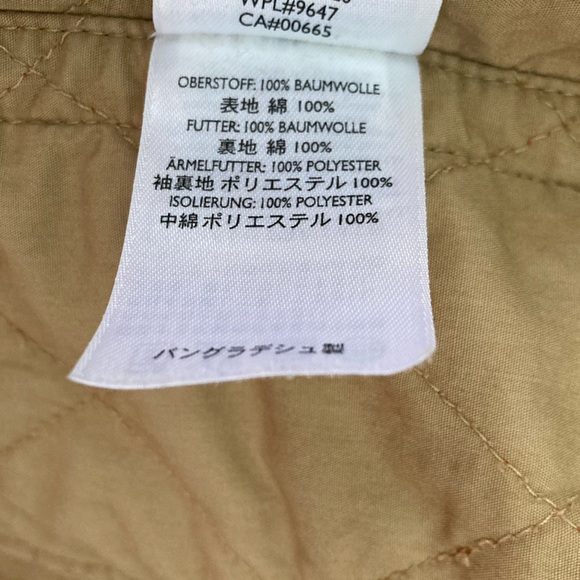 WPL#9647
CA#00665
OBERSTOFF: 100% BAUMWOLLE
表地 綿 100%
FUTTER: 100% BAUMWOLLE
裏地 綿 100%
ÄRMELFUTTER: 100% POLYESTER
袖裏地 ポリエステル 100%
ISOLIERUNG: 100% POLYESTER
中綿 ポリエステル 100%
バングラデシュ製